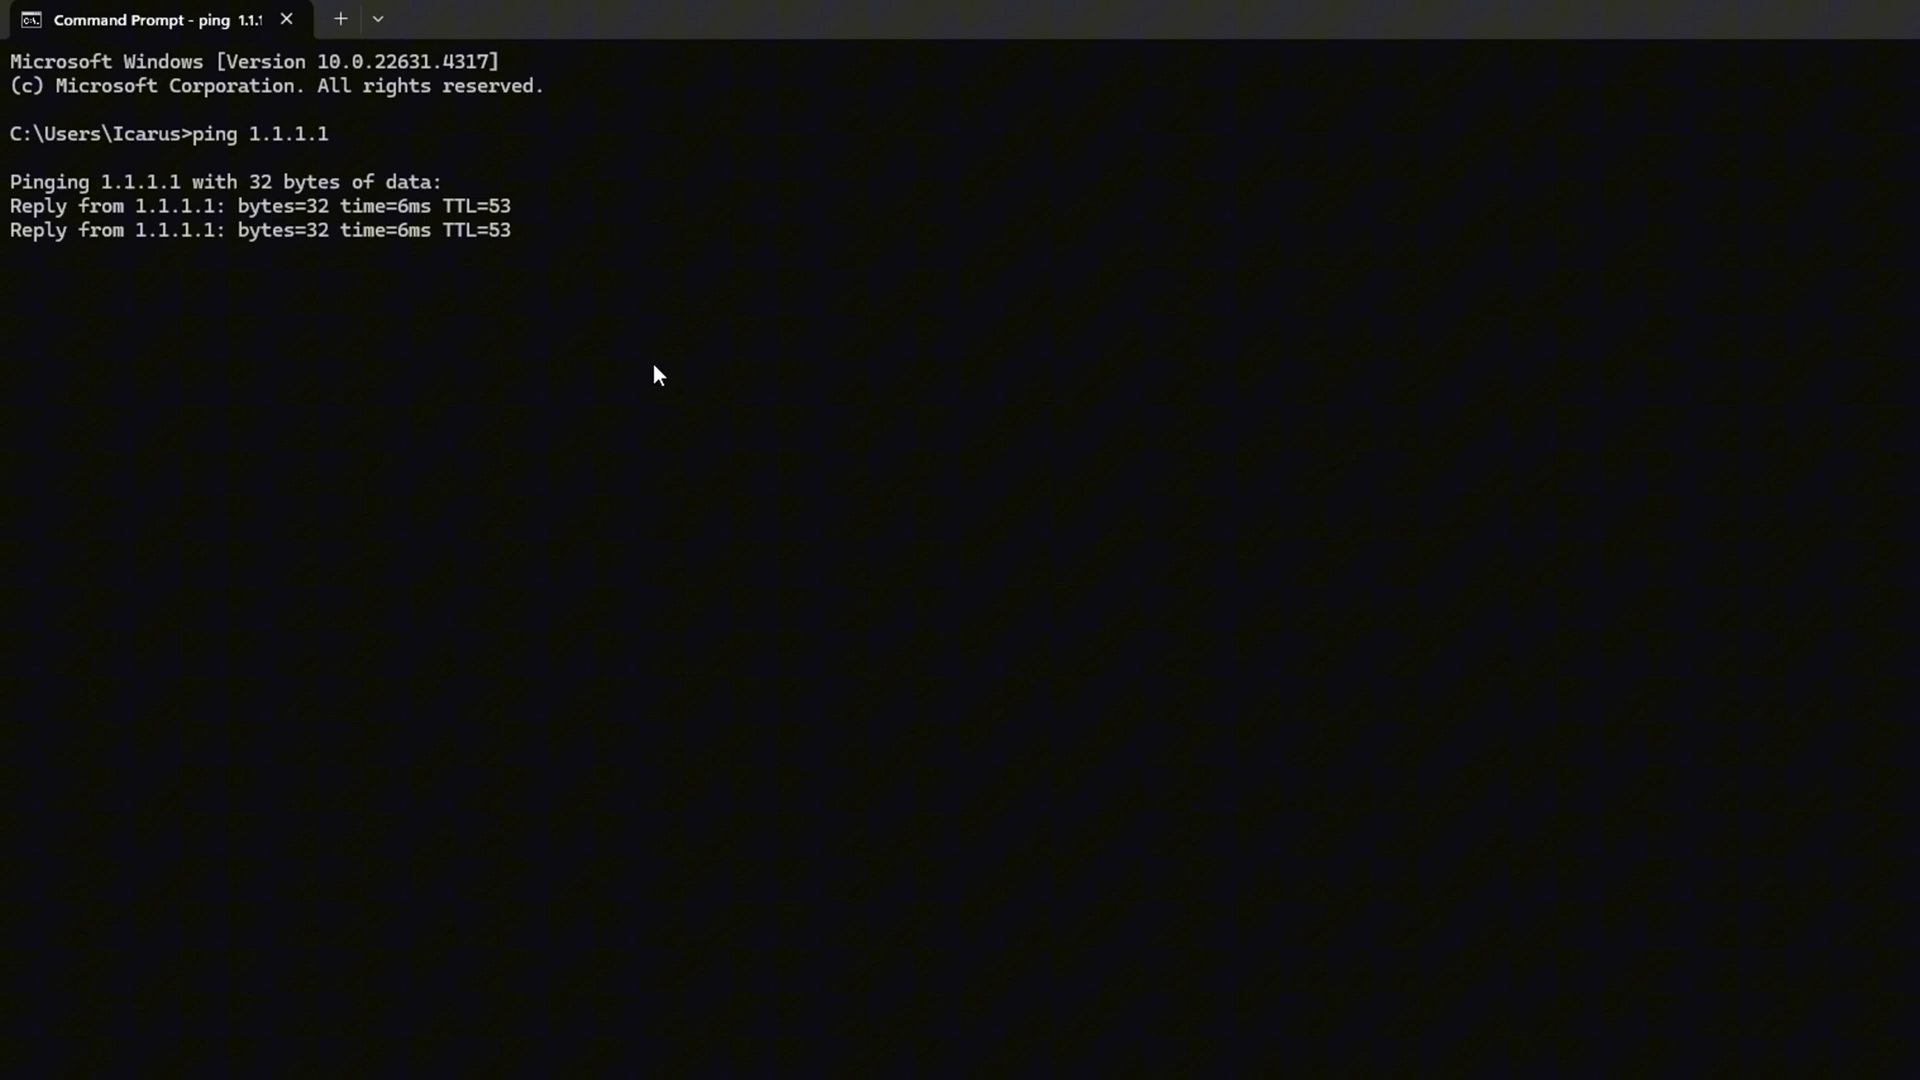 Command Prompt - ping 1.1.1
Microsoft Windows [Version 10.0.22631.4317]
(c) Microsoft Corporation. All rights reserved.
C:\Users\Icarus>ping 1.1.1.1
Pinging 1.1.1.1 with 32 bytes of data:
Reply from 1.1.1.1: bytes=32 time=6ms TTL=53
Reply from 1.1.1.1: bytes=32 time=6ms TTL=53